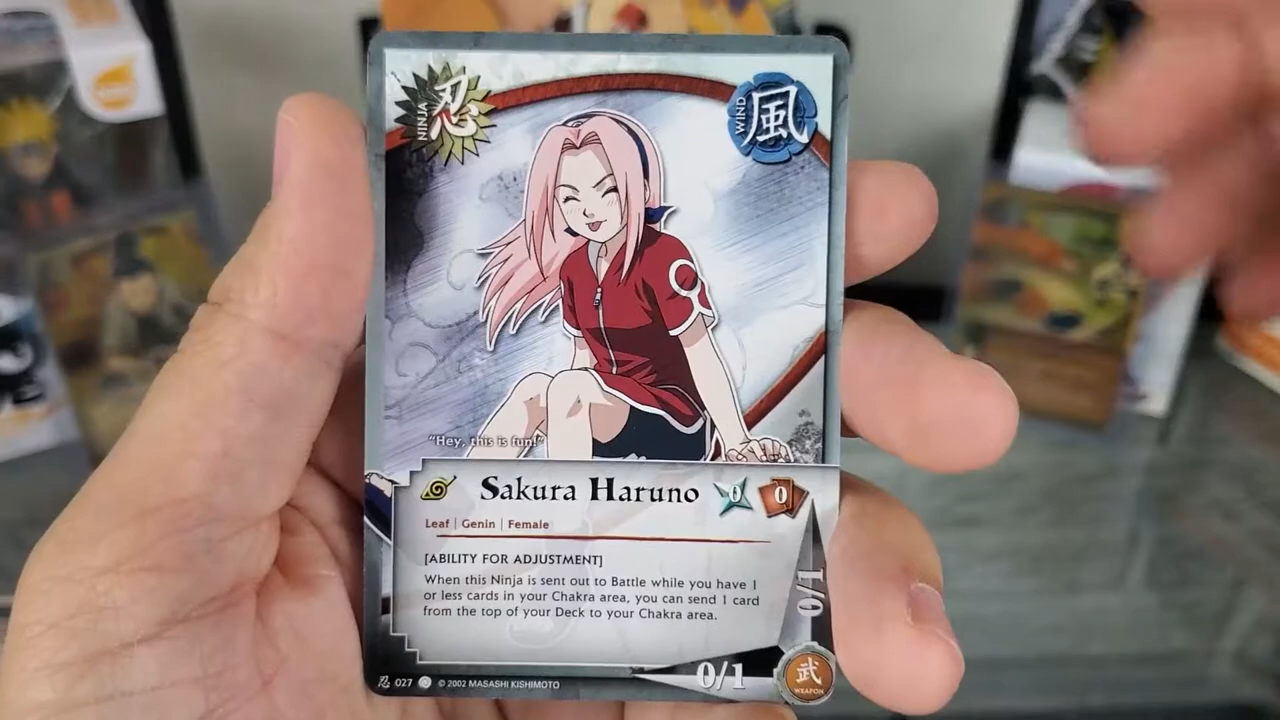 忍
NINJA
風
WIND
"Hey, this is fun!"
Sakura Haruno
0
0
Leaf | Genin | Female
[ABILITY FOR ADJUSTMENT]
When this Ninja is sent out to Battle while you have 1
or less cards in your Chakra area, you can send 1 card
from the top of your Deck to your Chakra area.
0/1
0/1
武
WEAPON
忍 027 © 2002 MASASHI KISHIMOTO